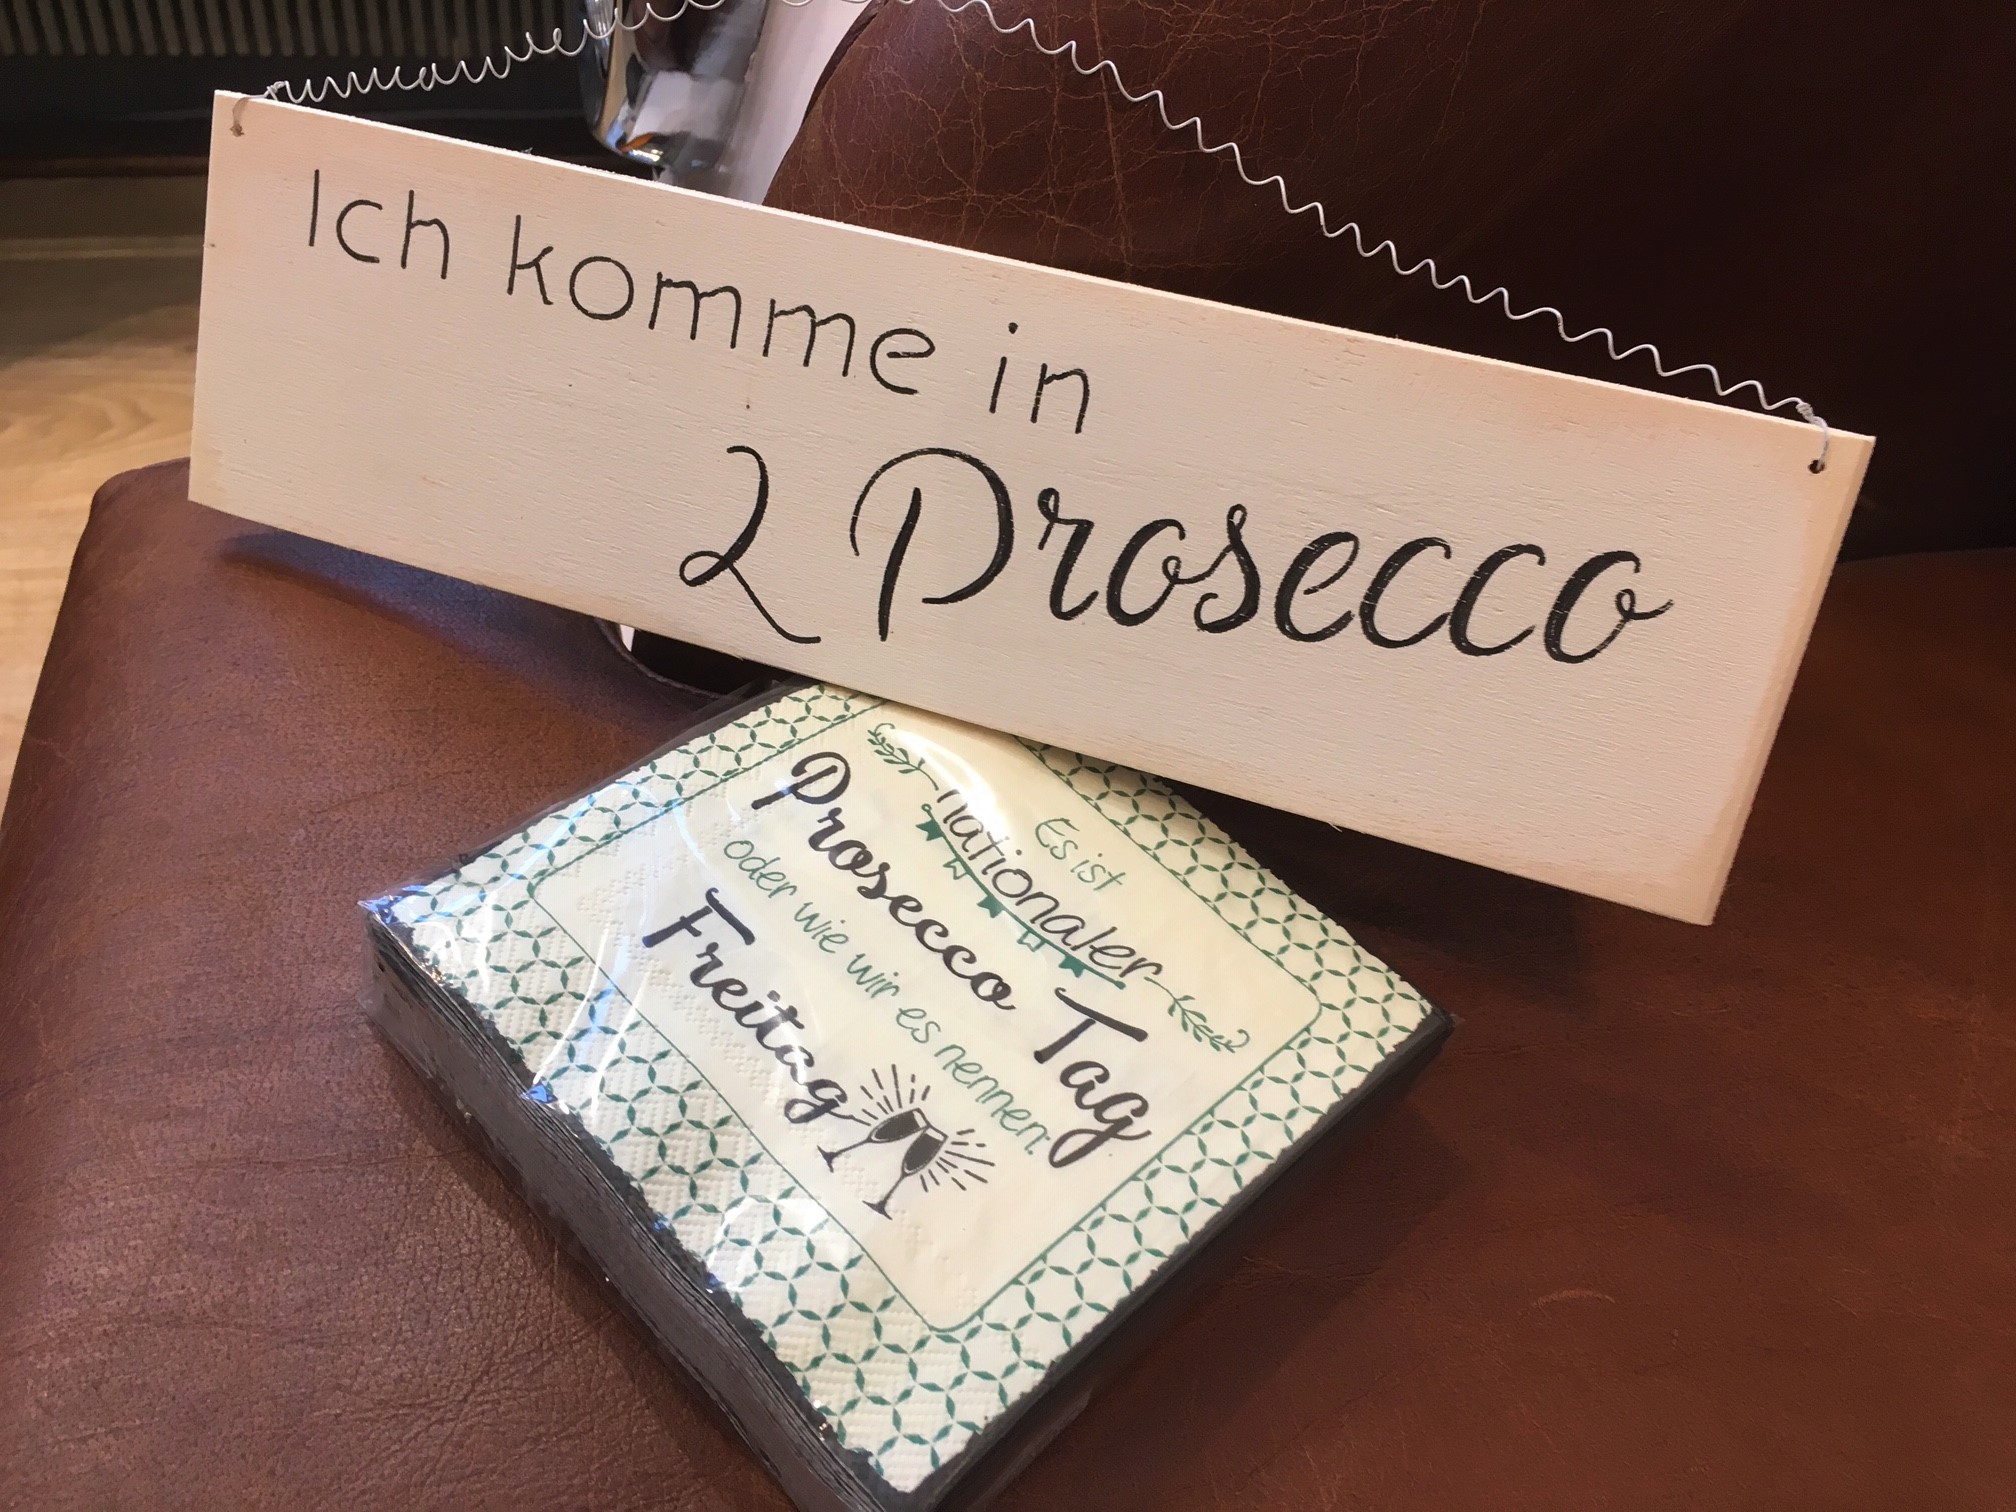 Ich komme in
2 Prosecco
Es ist
nationaler
Prosecco Tag
oder wie wir es nennen:
Freitag